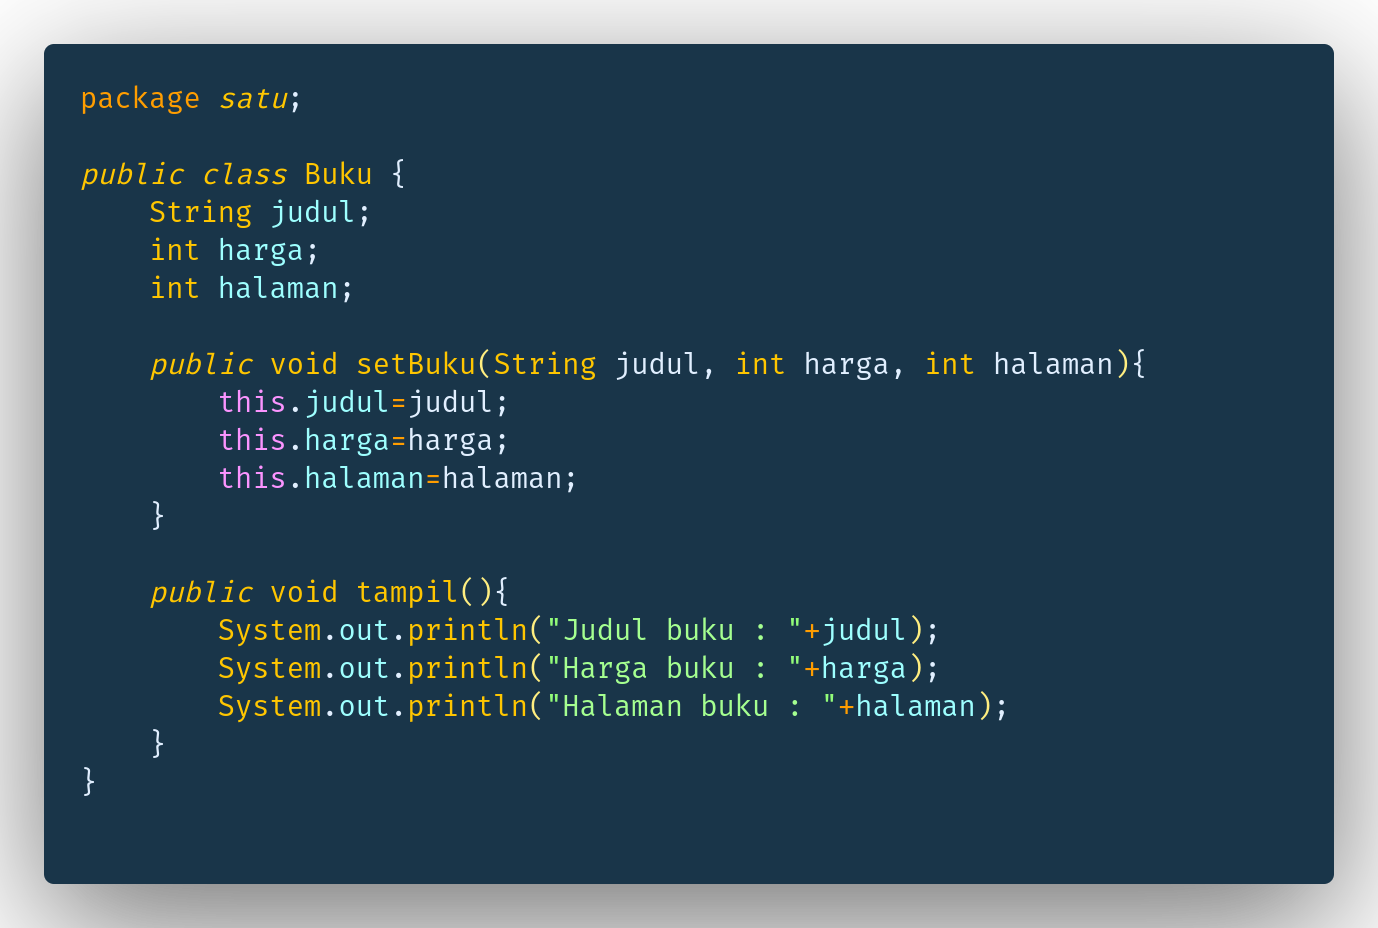 package satu;

public class Buku {
    String judul;
    int harga;
    int halaman;

    public void setBuku(String judul, int harga, int halaman){
        this.judul=judul;
        this.harga=harga;
        this.halaman=halaman;
    }

    public void tampil(){
        System.out.println("Judul buku : "+judul);
        System.out.println("Harga buku : "+harga);
        System.out.println("Halaman buku : "+halaman);
    }
}